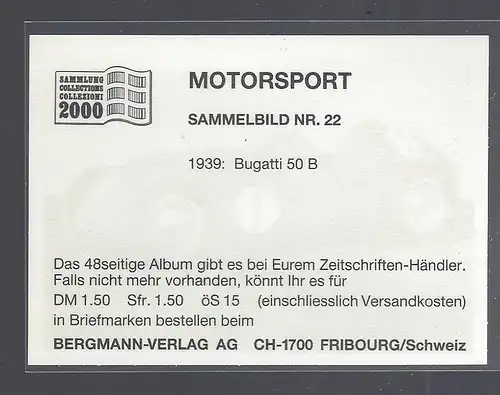 SAMMLUNG
COLLECTIONS
COLLEZIONI
2000
MOTORSPORT
SAMMELBILD NR. 22
1939: Bugatti 50 B
Das 48seitige Album gibt es bei Eurem Zeitschriften-Händler.
Falls nicht mehr vorhanden, könnt Ihr es für
DM 1.50 Sfr. 1.50 öS 15 (einschliesslich Versandkosten)
in Briefmarken bestellen beim
BERGMANN-VERLAG AG CH-1700 FRIBOURG/Schweiz